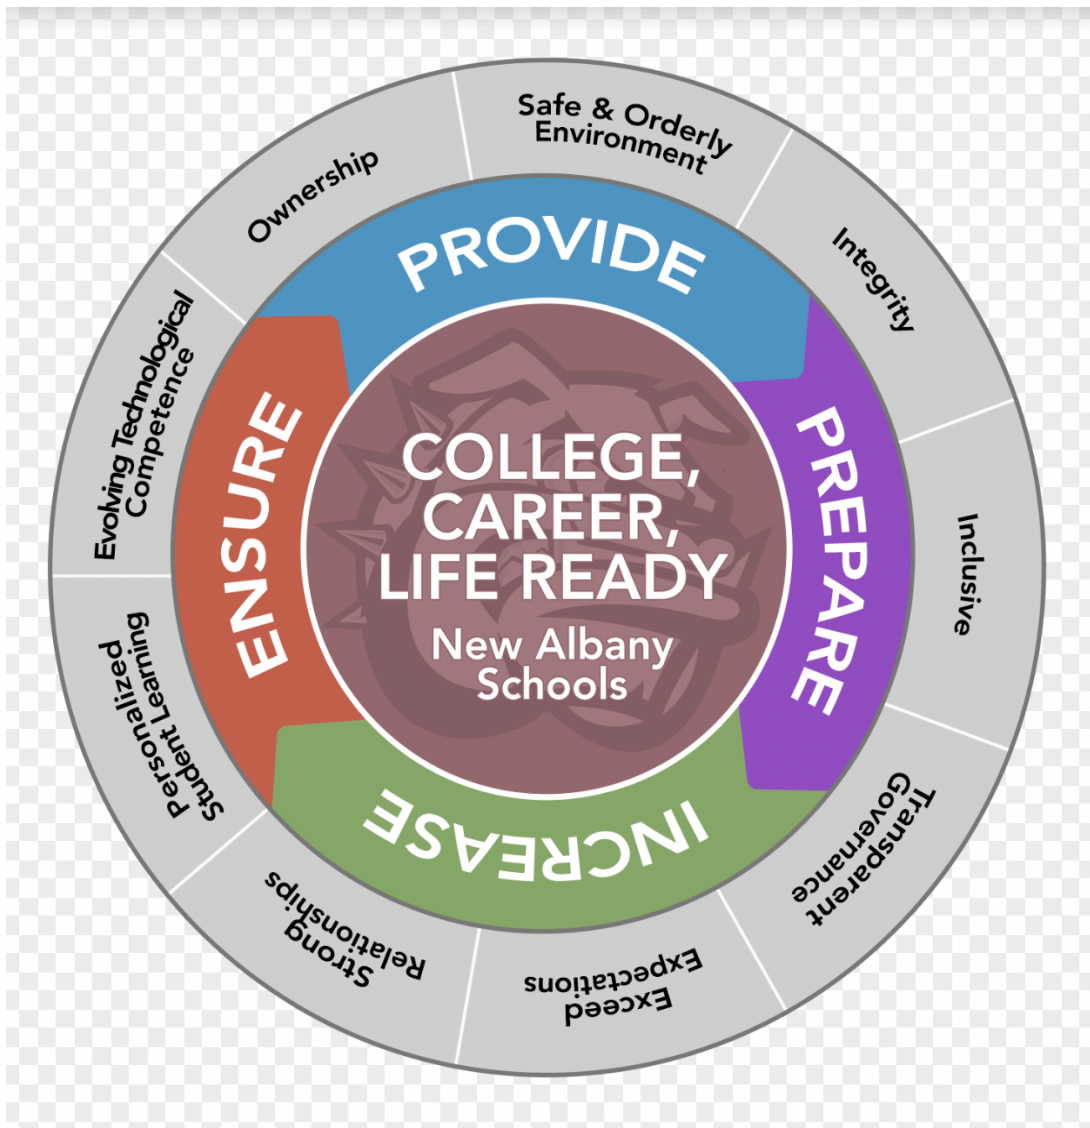 Safe & Orderly
Environment
Integrity
Inclusive
Transparent
Governance
Exceed
Expectations
Strong
Relationships
Personalized
Student Learning
Evolving Technological
Competence
Ownership
PROVIDE
PREPARE
INCREASE
ENSURE
COLLEGE,
CAREER,
LIFE READY
New Albany
Schools